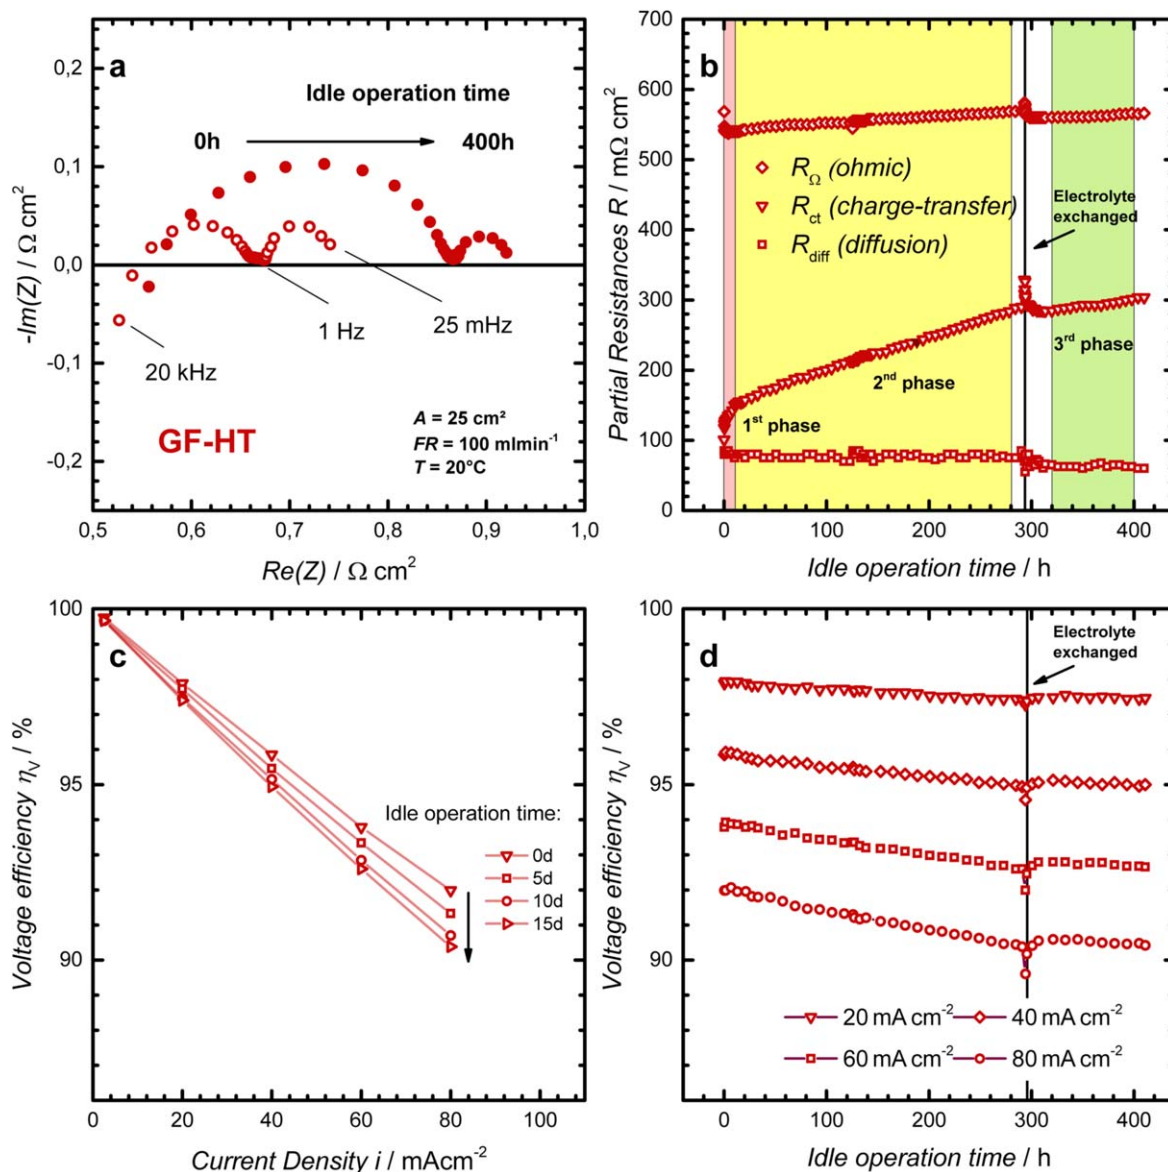 a
Idle operation time
0h
400h
1 Hz
25 mHz
20 kHz
GF-HT
A = 25 cm²
FR = 100 mlmin⁻¹
T = 20°C
0,2
0,1
0,0
-0,1
-0,2
-Im(Z) / Ω cm²
0,5
0,6
0,7
0,8
0,9
1,0
Re(Z) / Ω cm²
b
R_Ω (ohmic)
R_ct (charge-transfer)
R_diff (diffusion)
Electrolyte
exchanged
1ˢᵗ phase
2ⁿᵈ phase
3ʳᵈ phase
700
600
500
400
300
200
100
0
Partial Resistances R / mΩ cm²
0
100
200
300
400
Idle operation time / h
c
Idle operation time:
0d
5d
10d
15d
100
95
90
Voltage efficiency η_V / %
0
20
40
60
80
100
Current Density i / mAcm⁻²
d
Electrolyte
exchanged
20 mA cm⁻²
40 mA cm⁻²
60 mA cm⁻²
80 mA cm⁻²
100
95
90
Voltage efficiency η_V / %
0
100
200
300
400
Idle operation time / h